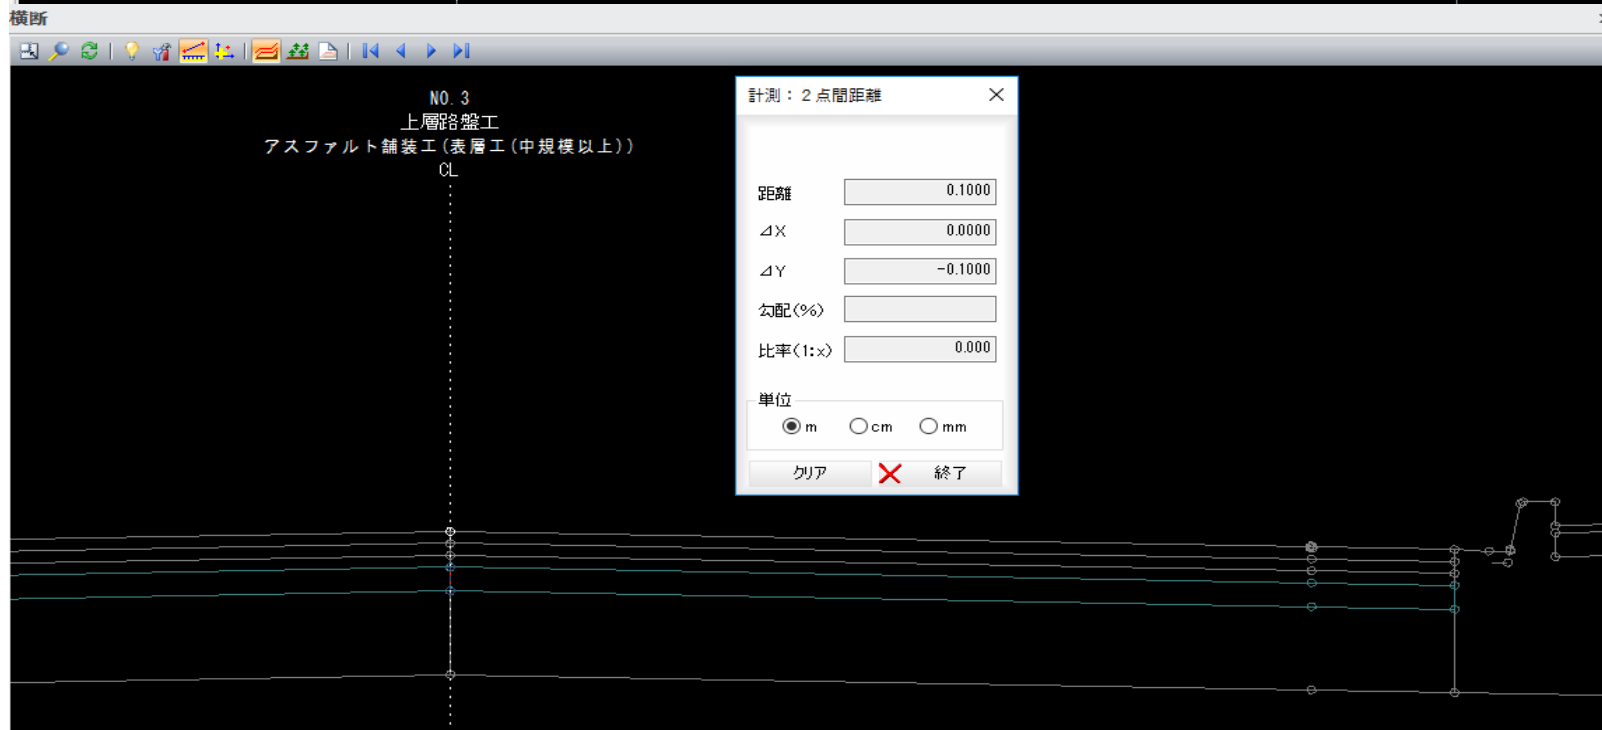 横断
NO.3
上層路盤工
アスファルト舗装工(表層工(中規模以上))
CL
計測：２点間距離
距離 0.1000
⊿X 0.0000
⊿Y -0.1000
勾配(%)
比率(1:x) 0.000
単位
m cm mm
クリア 終了